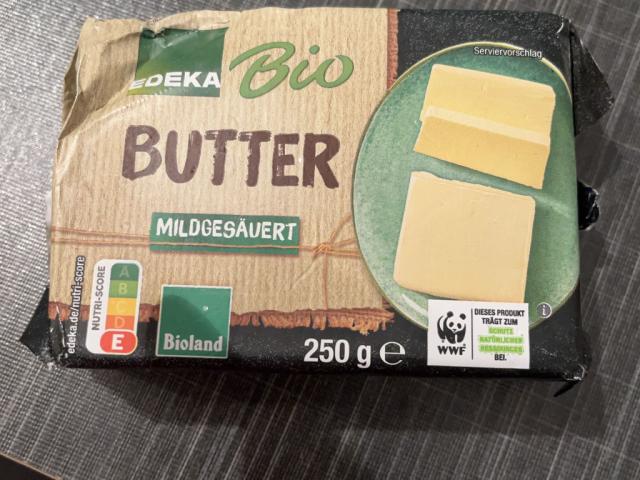 EDEKA Bio
Serviervorschlag
BUTTER
MILDGESÄUERT
edeka.de/nutri-score
NUTRI-SCORE
A
B
C
D
E
Bioland
250 g e
WWF
DIESES PRODUKT
TRÄGT ZUM
SCHUTZ
NATÜRLICHER
RESSOURCEN
BEI.
i